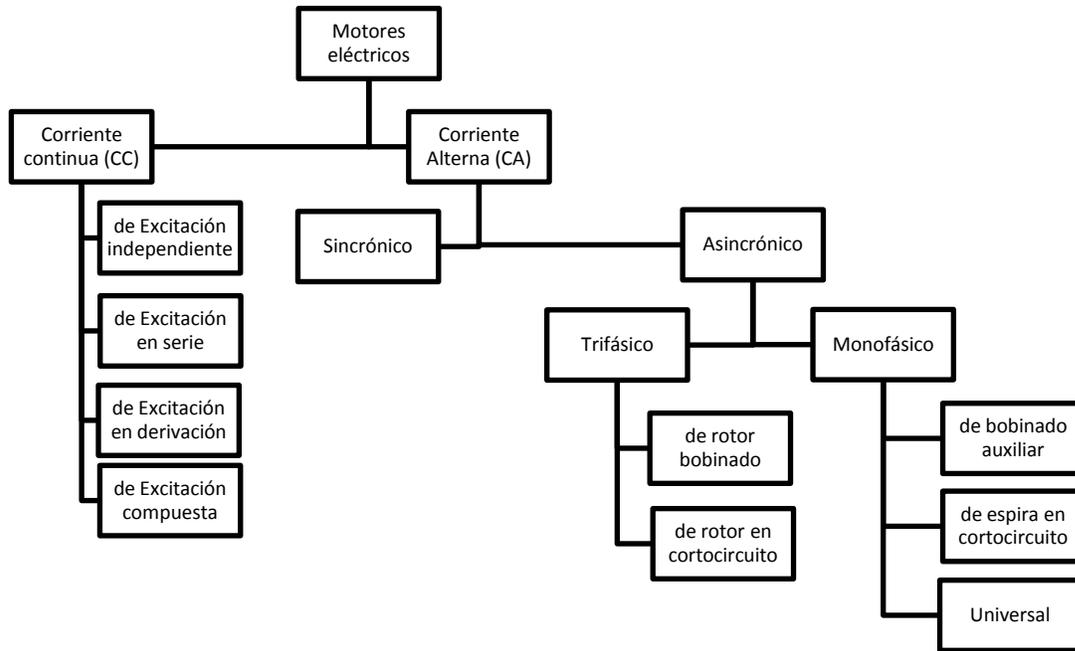 Motores
eléctricos
Corriente
continua (CC)
Corriente
Alterna (CA)
de Excitación
independiente
de Excitación
en serie
de Excitación
en derivación
de Excitación
compuesta
Sincrónico
Asincrónico
Trifásico
de rotor
bobinado
de rotor en
cortocircuito
Monofásico
de bobinado
auxiliar
de espira en
cortocircuito
Universal